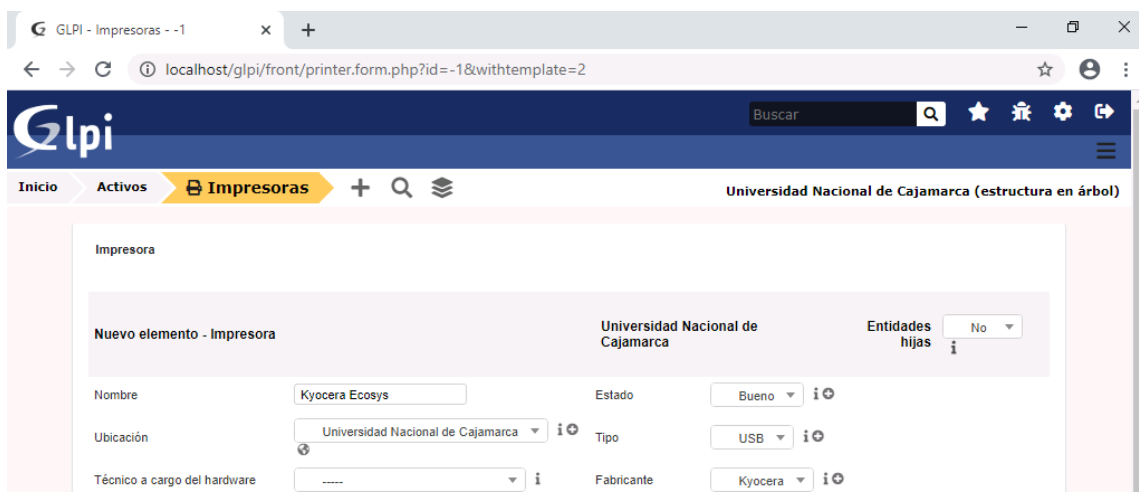 GLPI - Impresoras - -1
localhost/glpi/front/printer.form.php?id=-1&withtemplate=2
Glpi
Buscar
Inicio Activos Impresoras
Universidad Nacional de Cajamarca (estructura en árbol)
Impresora
Nuevo elemento - Impresora
Universidad Nacional de
Cajamarca
Entidades
hijas
No
Nombre Kyocera Ecosys Estado Bueno
Ubicación Universidad Nacional de Cajamarca Tipo USB
Técnico a cargo del hardware ----- Fabricante Kyocera